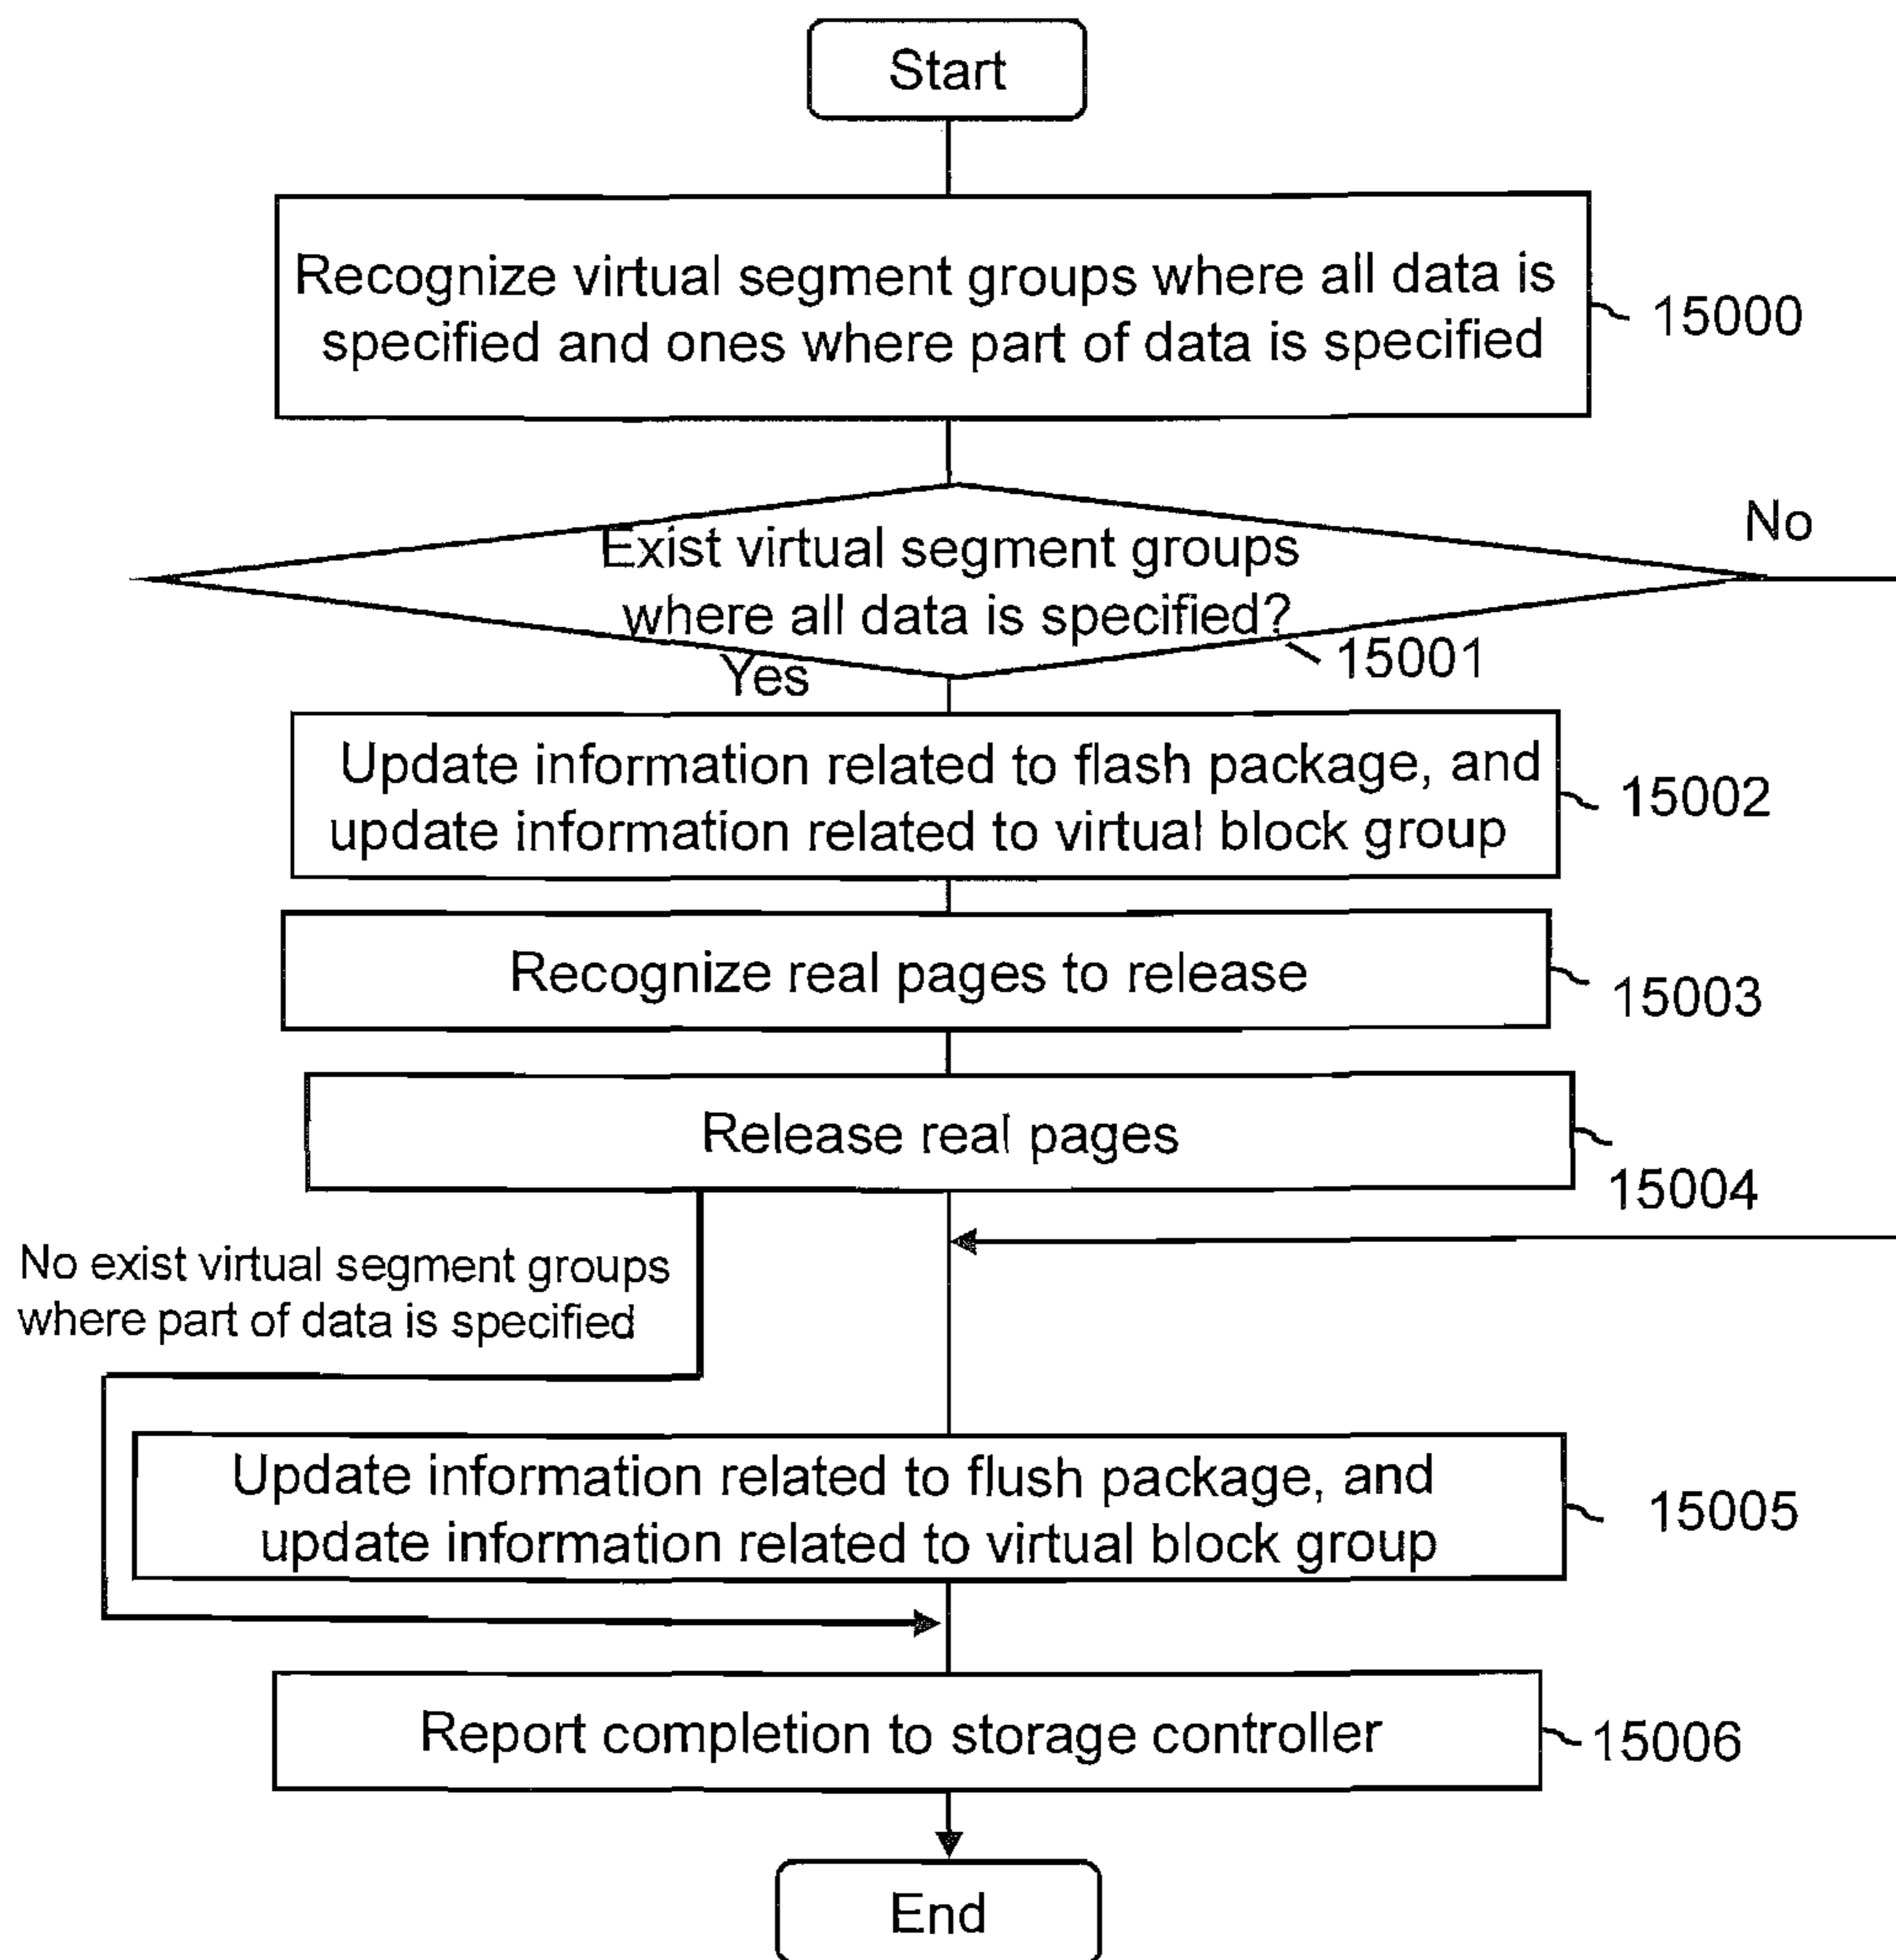 Start
Recognize virtual segment groups where all data is
specified and ones where part of data is specified
15000
No
Exist virtual segment groups
where all data is specified?
15001
Yes
Update information related to flash package, and
update information related to virtual block group
15002
Recognize real pages to release
15003
Release real pages
15004
No exist virtual segment groups
where part of data is specified
Update information related to flush package, and
update information related to virtual block group
15005
Report completion to storage controller
15006
End